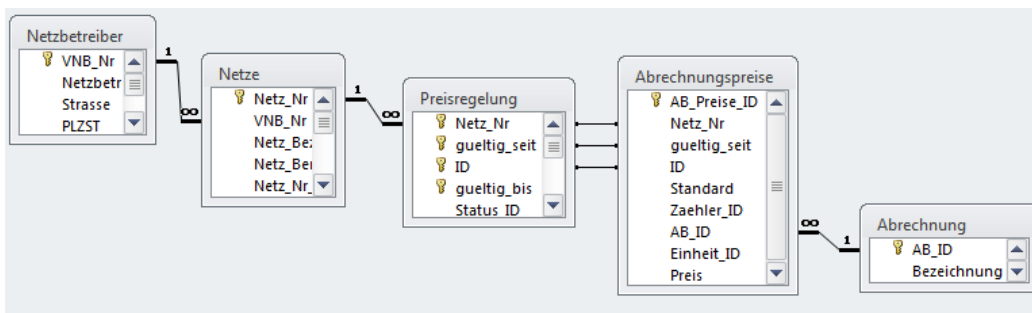 Netzbetreiber
VNB_Nr
Netzbetr
Strasse
PLZST
1
∞
Netze
Netz_Nr
VNB_Nr
Netz_Bez
Netz_Ber
Netz_Nr_
1
∞
Preisregelung
Netz_Nr
gueltig_seit
ID
gueltig_bis
Status_ID
Abrechnungspreise
AB_Preise_ID
Netz_Nr
gueltig_seit
ID
Standard
Zaehler_ID
AB_ID
Einheit_ID
Preis
∞
1
Abrechnung
AB_ID
Bezeichnung